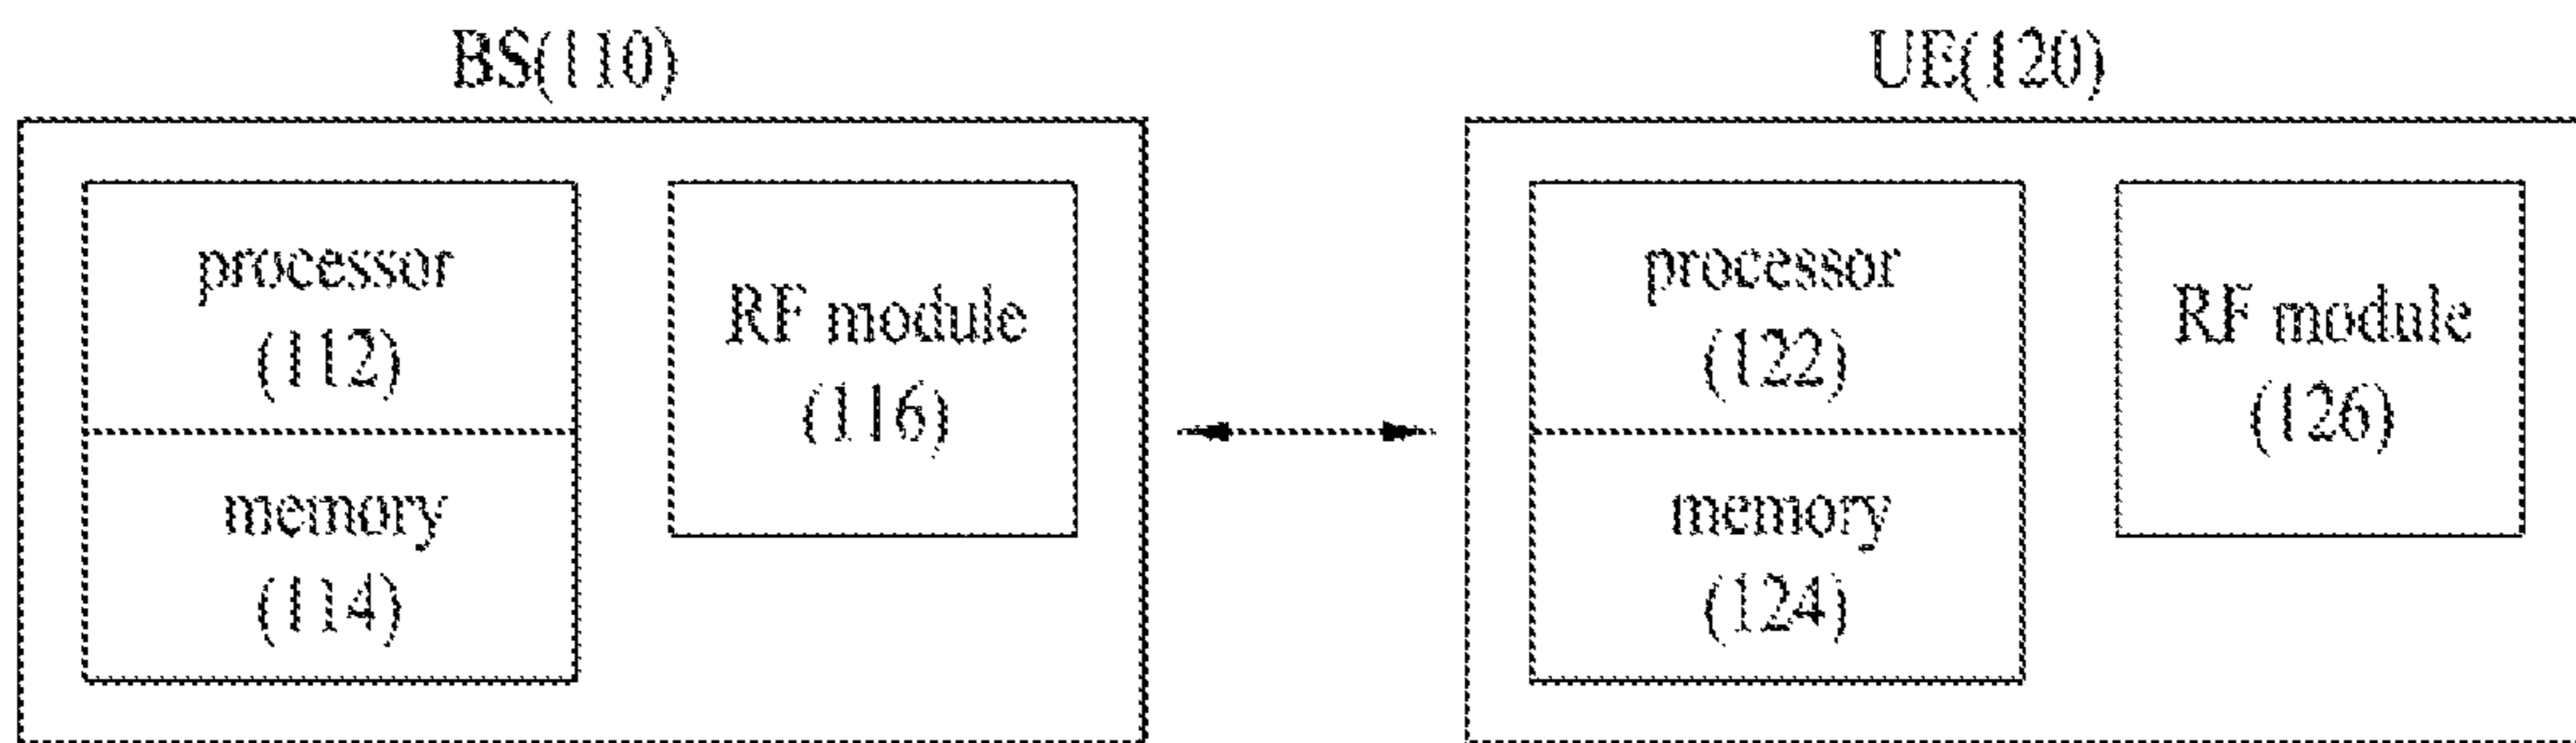 BS(110)
processor
(112)
memory
(114)
RF module
(116)
UE(120)
processor
(122)
memory
(124)
RF module
(126)